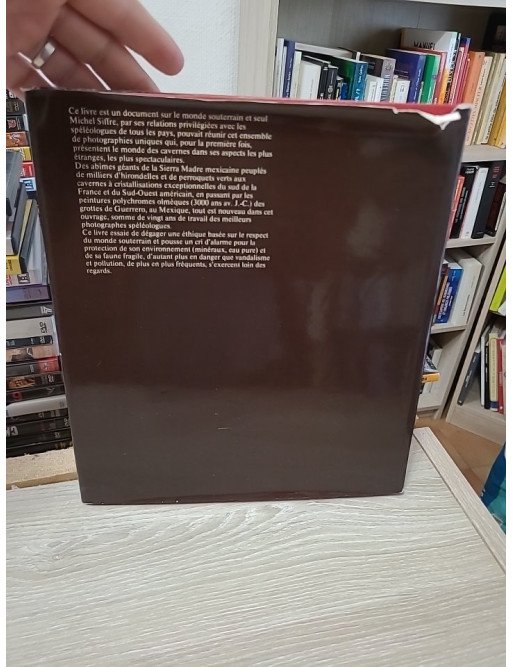 Ce livre est un document sur le monde souterrain et seul
Michel Siffre, par ses relations privilégiées avec les
spéléologues de tous les pays, pouvait réunir cet ensemble
de photographies uniques qui, pour la première fois,
présentent le monde des cavernes dans ses aspects les plus
étranges, les plus spectaculaires.
Des abîmes géants de la Sierra Madre mexicaine peuplés
de milliers d'hirondelles et de perroquets verts aux
cavernes à cristallisations exceptionnelles du sud de la
France et du Sud-Ouest américain, en passant par les
peintures polychromes olmèques (3000 ans av. J.-C.) des
grottes de Guerrero, au Mexique, tout est nouveau dans cet
ouvrage, somme de vingt ans de travail des meilleurs
photographes spéléologues.
Ce livre essaie de dégager une éthique basée sur le respect
du monde souterrain et pousse un cri d'alarme pour la
protection de son environnement (minéraux, eau pure) et
de sa faune fragile, d'autant plus en danger que vandalisme
et pollution, de plus en plus fréquents, s'exercent loin des
regards.